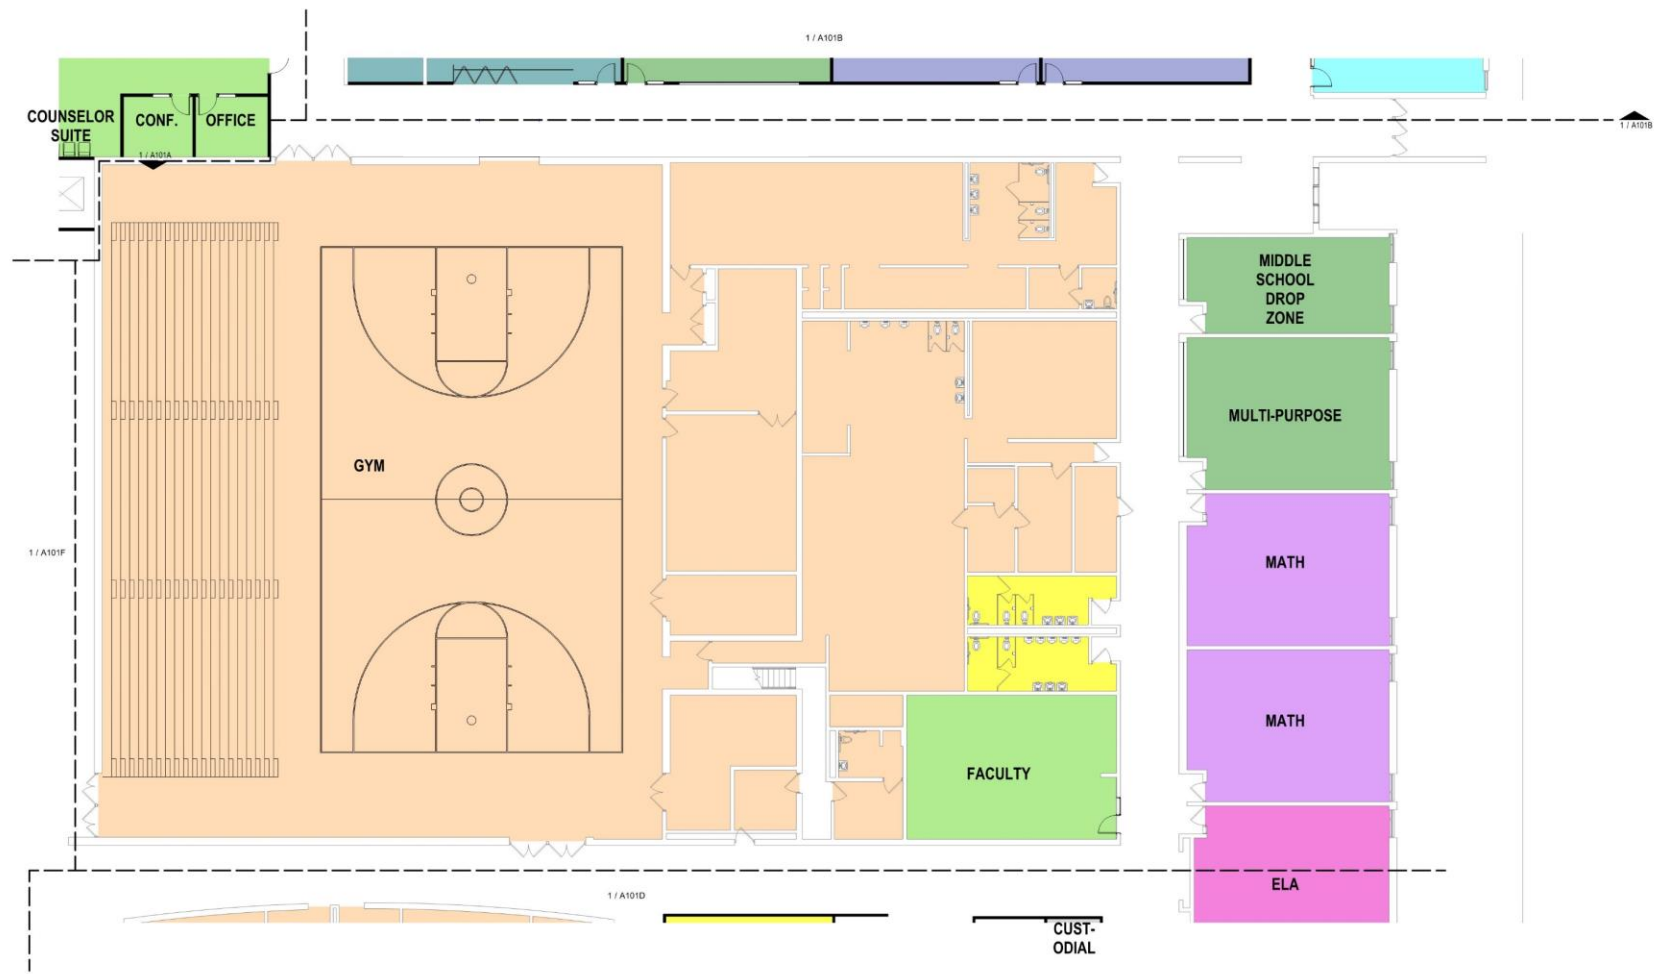 1 / A101B
COUNSELOR
SUITE
CONF.
OFFICE
1 / A101B
1 / A101A
MIDDLE
SCHOOL
DROP
ZONE
MULTI-PURPOSE
GYM
1 / A101F
MATH
MATH
FACULTY
ELA
1 / A101D
CUST-
ODIAL